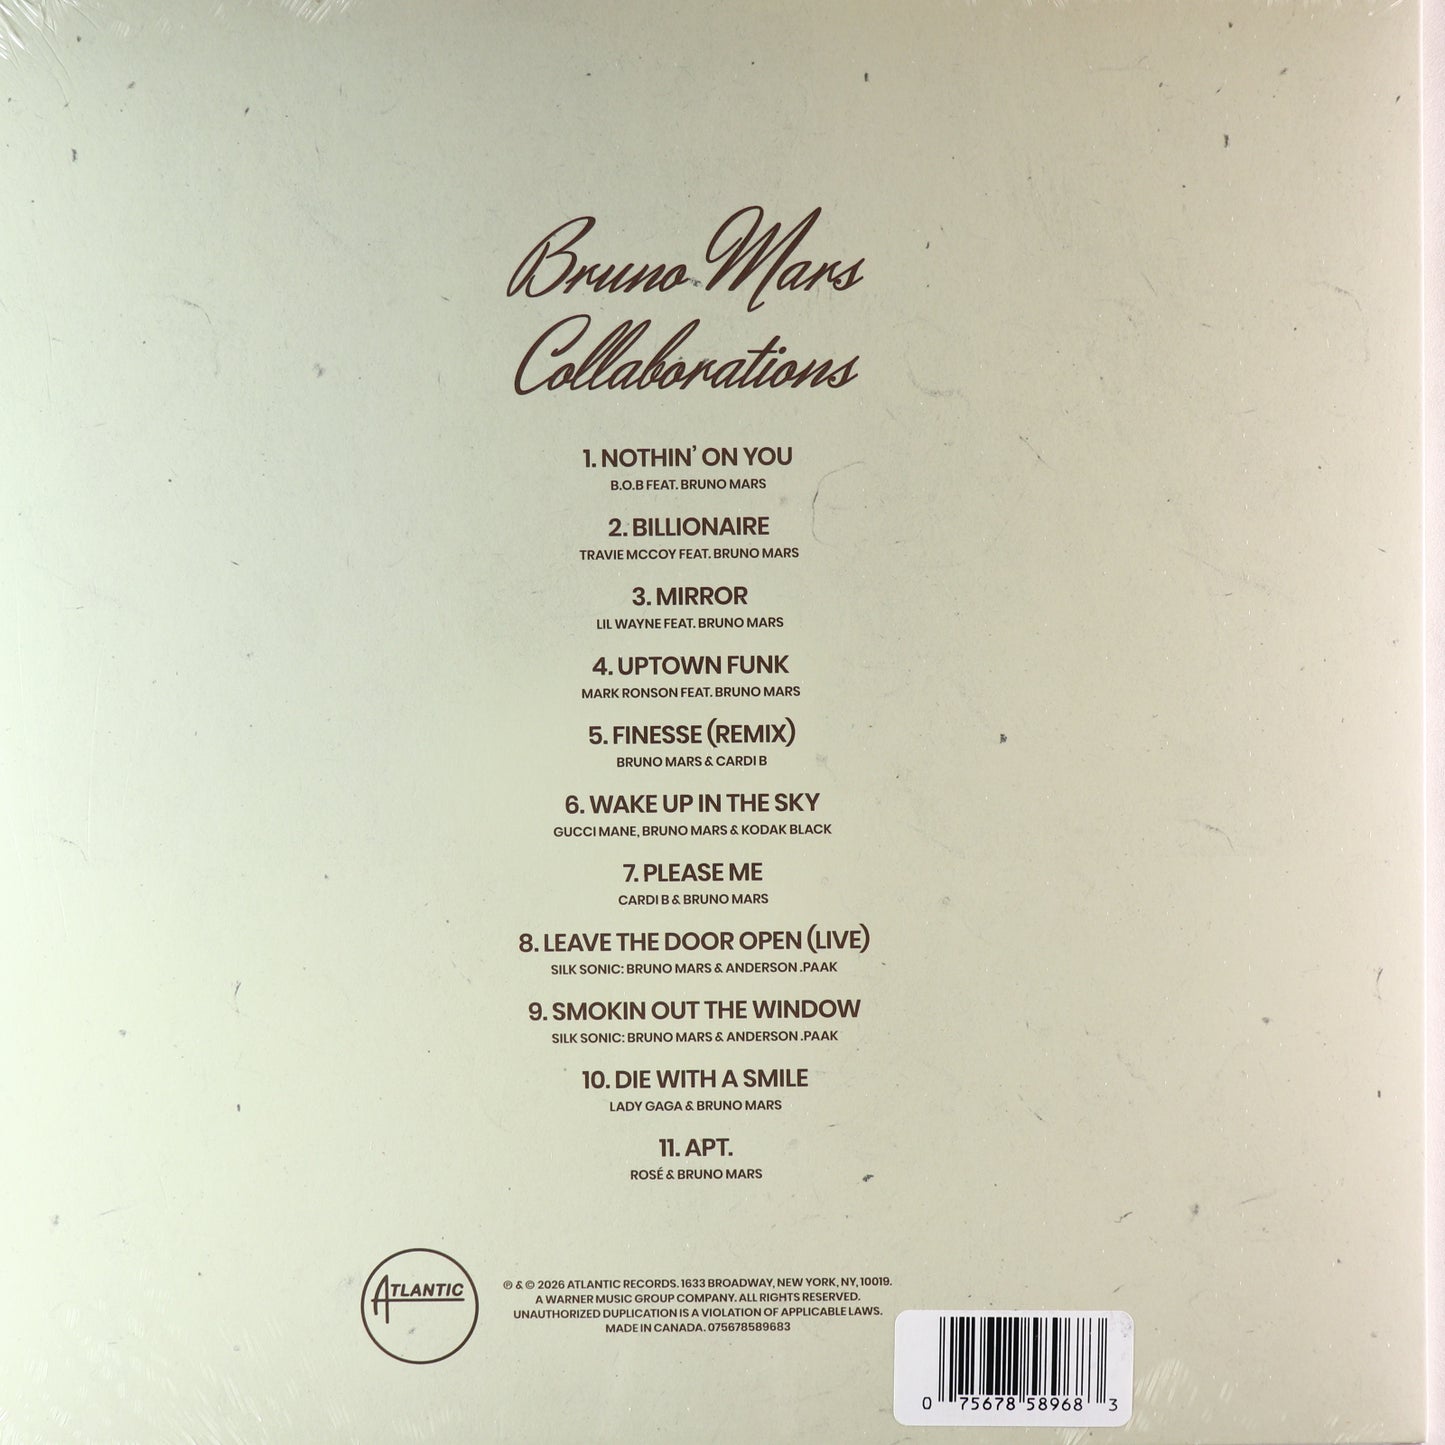 Bruno Mars
Collaborations
1. NOTHIN' ON YOU
B.O.B FEAT. BRUNO MARS
2. BILLIONAIRE
TRAVIE MCCOY FEAT. BRUNO MARS
3. MIRROR
LIL WAYNE FEAT. BRUNO MARS
4. UPTOWN FUNK
MARK RONSON FEAT. BRUNO MARS
5. FINESSE (REMIX)
BRUNO MARS & CARDI B
6. WAKE UP IN THE SKY
GUCCI MANE, BRUNO MARS & KODAK BLACK
7. PLEASE ME
CARDI B & BRUNO MARS
8. LEAVE THE DOOR OPEN (LIVE)
SILK SONIC: BRUNO MARS & ANDERSON .PAAK
9. SMOKIN OUT THE WINDOW
SILK SONIC: BRUNO MARS & ANDERSON .PAAK
10. DIE WITH A SMILE
LADY GAGA & BRUNO MARS
11. APT.
ROSÉ & BRUNO MARS
ATLANTIC
℗ & © 2026 ATLANTIC RECORDS. 1633 BROADWAY, NEW YORK, NY, 10019.
A WARNER MUSIC GROUP COMPANY. ALL RIGHTS RESERVED.
UNAUTHORIZED DUPLICATION IS A VIOLATION OF APPLICABLE LAWS.
MADE IN CANADA. 075678589683
0 75678 58968 3